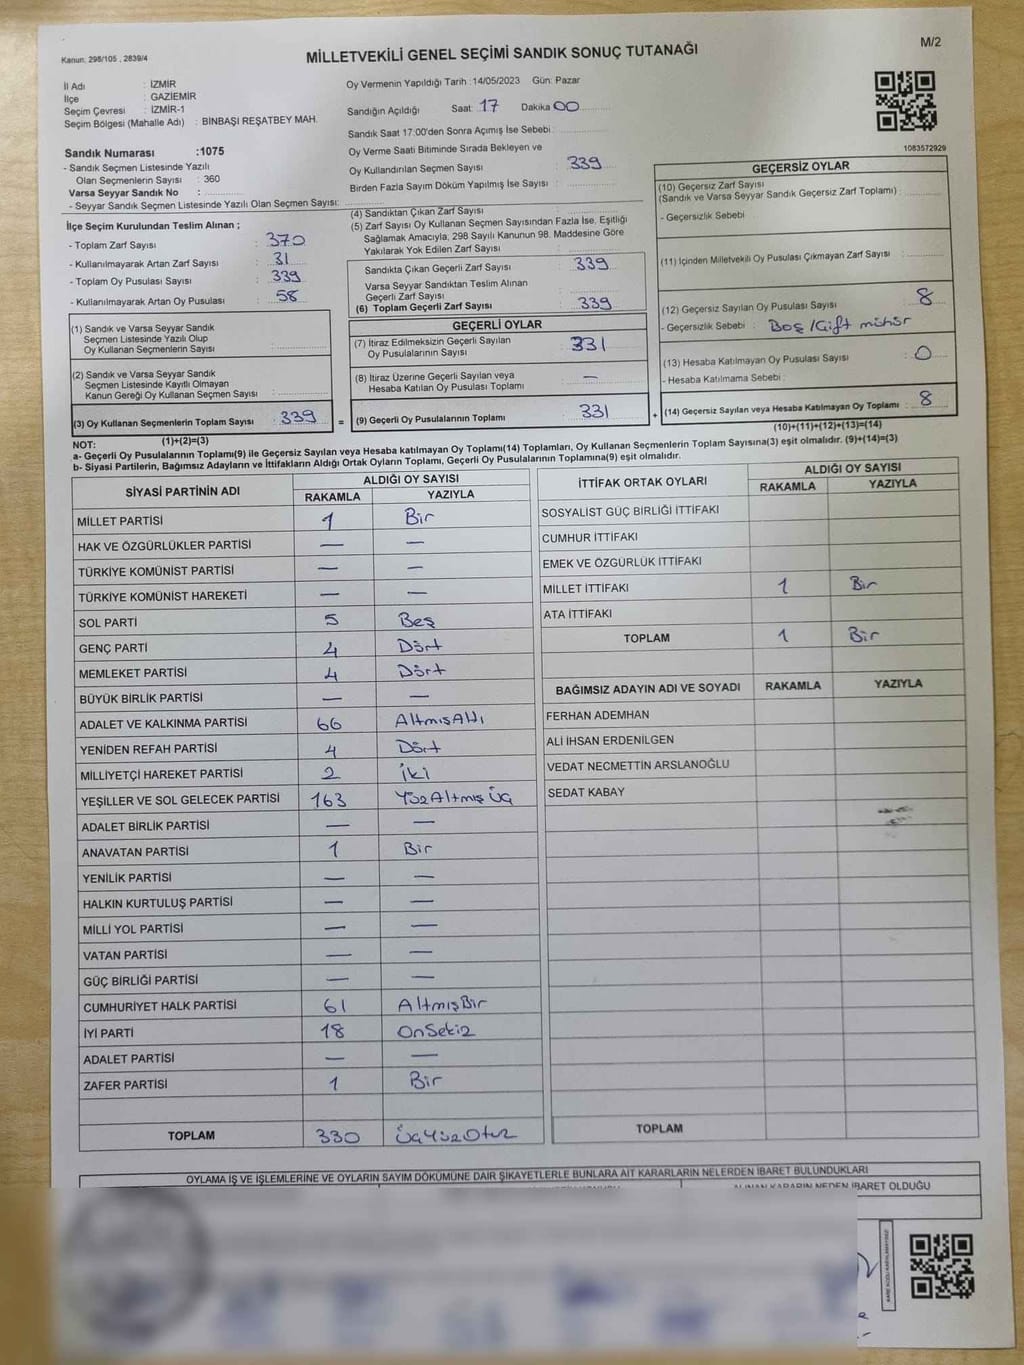 Kanun: 298/105 , 2839/4
MİLLETVEKİLİ GENEL SEÇİMİ SANDIK SONUÇ TUTANAĞI
M/2
İl Adı : İZMİR
İlçe : GAZİEMİR
Seçim Çevresi : İZMİR-1
Seçim Bölgesi (Mahalle Adı) : BİNBAŞI REŞATBEY MAH.
Sandık Numarası :1075
- Sandık Seçmen Listesinde Yazılı
Olan Seçmenlerin Sayısı : 360
Varsa Seyyar Sandık No :
- Seyyar Sandık Seçmen Listesinde Yazılı Olan Seçmen Sayısı:
Oy Vermenin Yapıldığı Tarih :14/05/2023 Gün: Pazar
Sandığın Açıldığı Saat: 17 Dakika 00
Sandık Saat 17:00'den Sonra Açımış İse Sebebi:
Oy Verme Saati Bitiminde Sırada Bekleyen ve
Oy Kullandırılan Seçmen Sayısı : 339
Birden Fazla Sayım Döküm Yapılmış İse Sayısı :
1083572929
İlçe Seçim Kurulundan Teslim Alınan ;
- Toplam Zarf Sayısı : 370
- Kullanılmayarak Artan Zarf Sayısı : 31
- Toplam Oy Pusulası Sayısı : 339
- Kullanılmayarak Artan Oy Pusulası : 58
(1) Sandık ve Varsa Seyyar Sandık
Seçmen Listesinde Yazılı Olup
Oy Kullanan Seçmenlerin Sayısı :
(2) Sandık ve Varsa Seyyar Sandık
Seçmen Listesinde Kayıtlı Olmayan
Kanun Gereği Oy Kullanan Seçmen Sayısı :
(3) Oy Kullanan Seçmenlerin Toplam Sayısı : 339 =
(1)+(2)=(3)
(4) Sandıktan Çıkan Zarf Sayısı :
(5) Zarf Sayısı Oy Kullanan Seçmen Sayısından Fazla İse, Eşitliği
Sağlamak Amacıyla; 298 Sayılı Kanunun 98. Maddesine Göre
Yakılarak Yok Edilen Zarf Sayısı :
Sandıkta Çıkan Geçerli Zarf Sayısı : 339
Varsa Seyyar Sandıktan Teslim Alınan
Geçerli Zarf Sayısı :
(6) Toplam Geçerli Zarf Sayısı : 339
GEÇERLİ OYLAR
(7) İtiraz Edilmeksizin Geçerli Sayılan
Oy Pusulalarının Sayısı : 331
(8) İtiraz Üzerine Geçerli Sayılan veya
Hesaba Katılan Oy Pusulası Toplamı : —
(9) Geçerli Oy Pusulalarının Toplamı : 331 +
GEÇERSİZ OYLAR
(10) Geçersiz Zarf Sayısı
(Sandık ve Varsa Seyyar Sandık Geçersiz Zarf Toplamı) :
- Geçersizlik Sebebi :
(11) İçinden Milletvekili Oy Pusulası Çıkmayan Zarf Sayısı :
(12) Geçersiz Sayılan Oy Pusulası Sayısı : 8
- Geçersizlik Sebebi : Boş /Çift mühür
(13) Hesaba Katılmayan Oy Pusulası Sayısı : 0
- Hesaba Katılmama Sebebi :
(14) Geçersiz Sayılan veya Hesaba Katılmayan Oy Toplamı : 8
(10)+(11)+(12)+(13)=(14)
NOT:
a- Geçerli Oy Pusulalarının Toplamı(9) ile Geçersiz Sayılan veya Hesaba katılmayan Oy Toplamı(14) Toplamları, Oy Kullanan Seçmenlerin Toplam Sayısına(3) eşit olmalıdır. (9)+(14)=(3)
b- Siyasi Partilerin, Bağımsız Adayların ve İttifakların Aldığı Ortak Oyların Toplamı, Geçerli Oy Pusulalarının Toplamına(9) eşit olmalıdır.
SİYASİ PARTİNİN ADI ALDIĞI OY SAYISI
RAKAMLA YAZIYLA
MİLLET PARTİSİ 1 Bir
HAK VE ÖZGÜRLÜKLER PARTİSİ — —
TÜRKİYE KOMÜNİST PARTİSİ — —
TÜRKİYE KOMÜNİST HAREKETİ — —
SOL PARTİ 5 Beş
GENÇ PARTİ 4 Dört
MEMLEKET PARTİSİ 4 Dört
BÜYÜK BİRLİK PARTİSİ — —
ADALET VE KALKINMA PARTİSİ 66 AltmışAltı
YENİDEN REFAH PARTİSİ 4 Dört
MİLLİYETÇİ HAREKET PARTİSİ 2 İki
YEŞİLLER VE SOL GELECEK PARTİSİ 163 YüzAltmış Üç
ADALET BİRLİK PARTİSİ — —
ANAVATAN PARTİSİ 1 Bir
YENİLİK PARTİSİ — —
HALKIN KURTULUŞ PARTİSİ — —
MİLLİ YOL PARTİSİ — —
VATAN PARTİSİ — —
GÜÇ BİRLİĞİ PARTİSİ — —
CUMHURİYET HALK PARTİSİ 61 AltmışBir
İYİ PARTİ 18 OnSekiz
ADALET PARTİSİ — —
ZAFER PARTİSİ 1 Bir
TOPLAM 330 ÜçYüzOtuz
İTTİFAK ORTAK OYLARI ALDIĞI OY SAYISI
RAKAMLA YAZIYLA
SOSYALİST GÜÇ BİRLİĞİ İTTİFAKI
CUMHUR İTTİFAKI
EMEK VE ÖZGÜRLÜK İTTİFAKI
MİLLET İTTİFAKI 1 Bir
ATA İTTİFAKI
TOPLAM 1 Bir
BAĞIMSIZ ADAYIN ADI VE SOYADI RAKAMLA YAZIYLA
FERHAN ADEMHAN
ALİ İHSAN ERDENİLGEN
VEDAT NECMETTİN ARSLANOĞLU
SEDAT KABAY
TOPLAM
OYLAMA İŞ VE İŞLEMLERİNE VE OYLARIN SAYIM DÖKÜMÜNE DAİR ŞİKAYETLERLE BUNLARA AİT KARARLARIN NELERDEN İBARET BULUNDUKLARI
ALINAN KARARIN NEDEN İBARET OLDUĞU